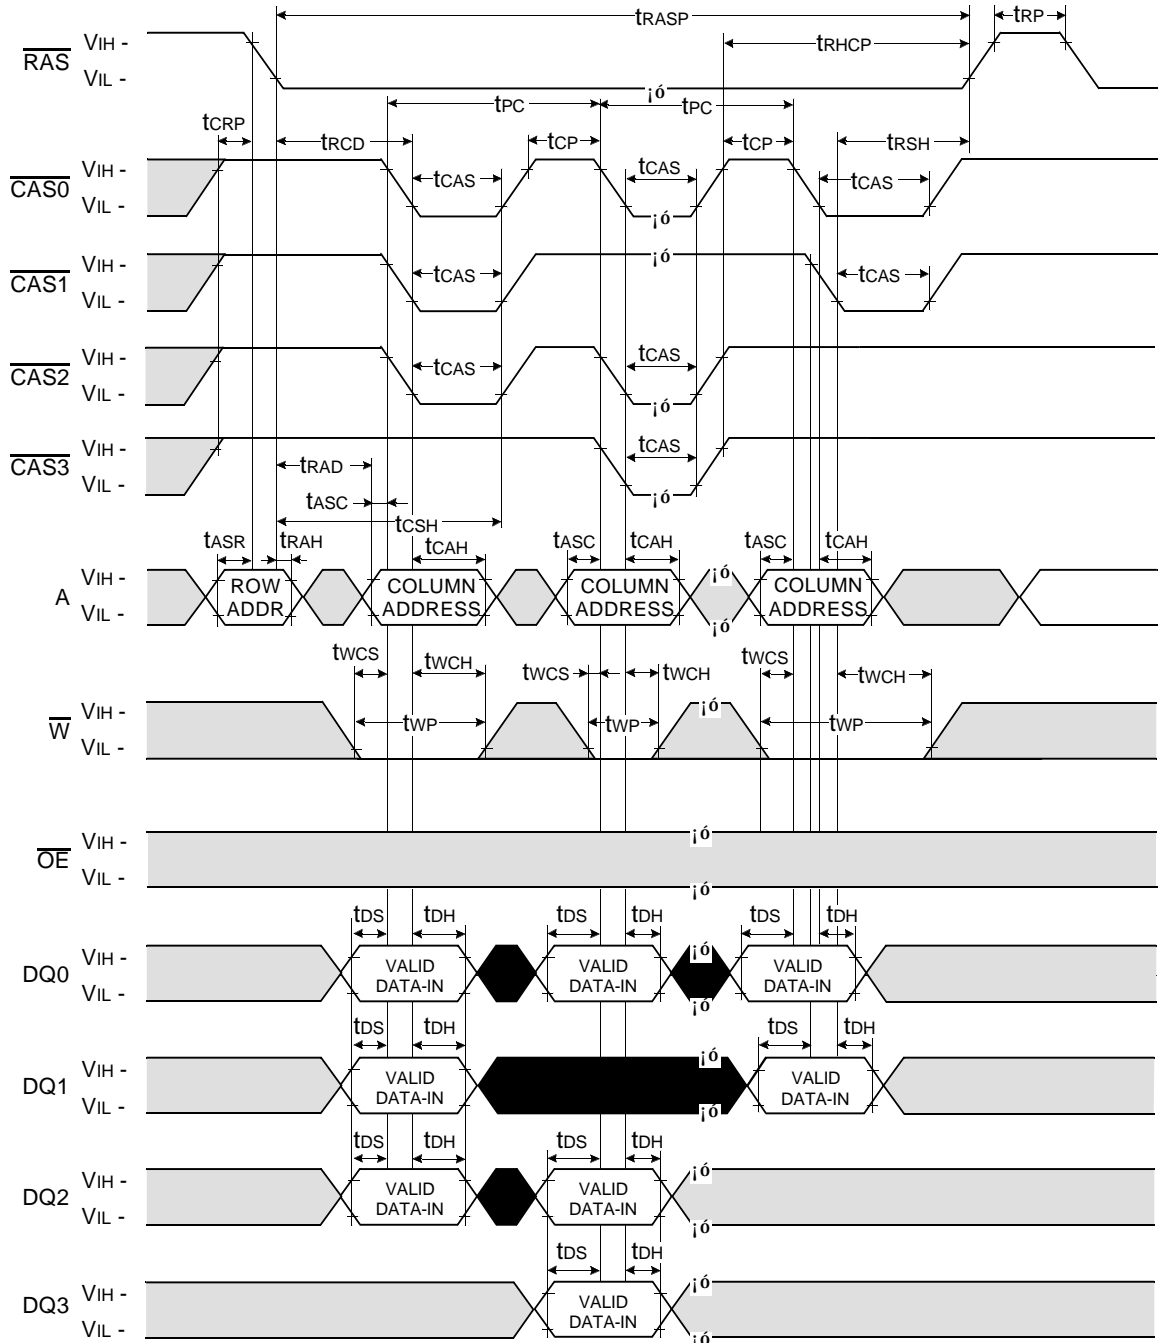 tRASP tRP
RAS VIH - tRHCP
VIL - ¡ó
tPC tPC
tCRP tRCD tCP tCP tRSH
CAS0 VIH - tCAS tCAS tCAS
VIL - ¡ó
CAS1 VIH - ¡ó
VIL - tCAS tCAS
CAS2 VIH - tCAS tCAS
VIL - ¡ó
CAS3 VIH - tCAS
VIL - tRAD ¡ó
tASC
tCSH
tASR tRAH tCAH tASC tCAH tASC tCAH
A VIH - ROW COLUMN COLUMN ¡ó COLUMN
VIL - ADDR ADDRESS ADDRESS ¡ó ADDRESS
tWCS tWCH tWCS tWCH tWCS tWCH
W VIH - tWP tWP ¡ó tWP
VIL -
OE VIH - ¡ó
VIL - ¡ó
tDS tDH tDS tDH tDS tDH
DQ0 VIH - VALID VALID ¡ó VALID
VIL - DATA-IN DATA-IN ¡ó DATA-IN
tDS tDH tDS tDH
DQ1 VIH - VALID ¡ó VALID
VIL - DATA-IN ¡ó DATA-IN
tDS tDH tDS tDH
DQ2 VIH - VALID VALID ¡ó
VIL - DATA-IN DATA-IN ¡ó
tDS tDH
DQ3 VIH - VALID ¡ó
VIL - DATA-IN ¡ó